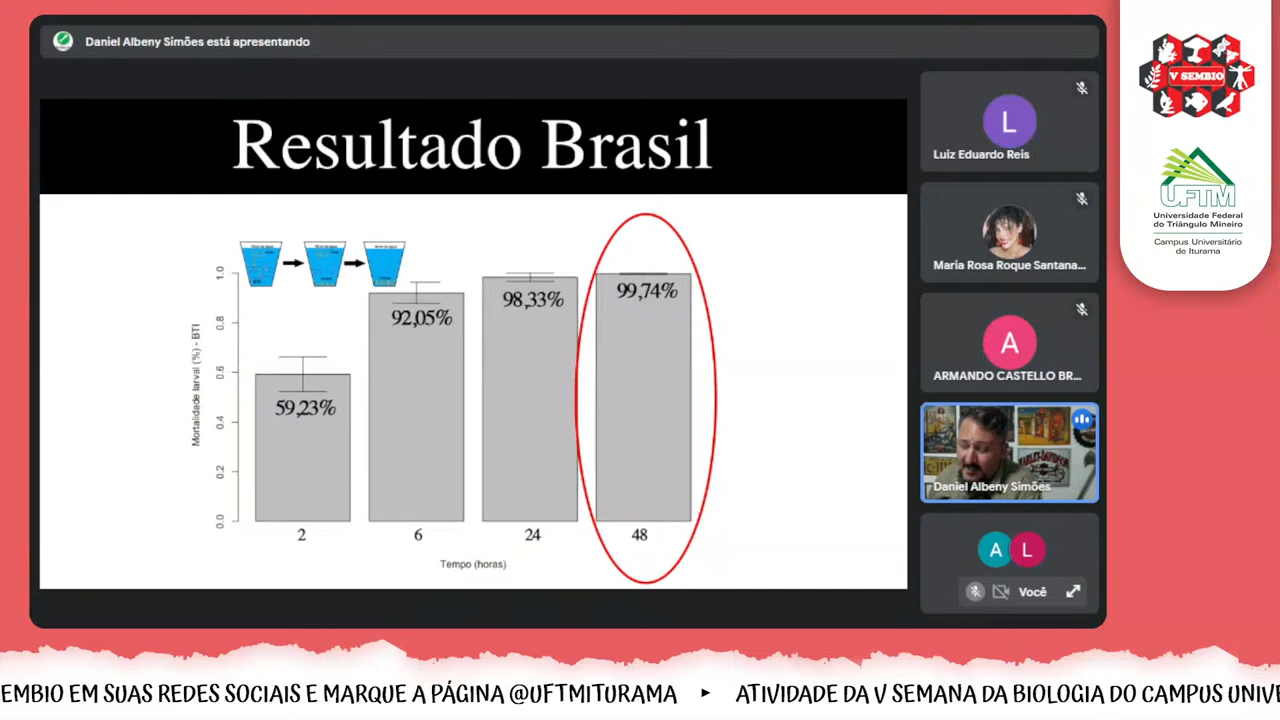 Daniel Albeny Simões está apresentando
Resultado Brasil
Mortalidade larval (%) - BTI
1.0
0.8
0.6
0.4
0.2
0.0
59,23%
92,05%
98,33%
99,74%
2
6
24
48
Tempo (horas)
L
Luiz Eduardo Reis
Maria Rosa Roque Santana...
A
ARMANDO CASTELLO BR...
HARLEY-DAVIDSON
Daniel Albeny Simões
A
L
Você
V SEMBIO
UFTM
Universidade Federal
do Triângulo Mineiro
Campus Universitário
de Iturama
EMBIO EM SUAS REDES SOCIAIS E MARQUE A PÁGINA @UFTMITURAMA ▸ ATIVIDADE DA V SEMANA DA BIOLOGIA DO CAMPUS UNIVE